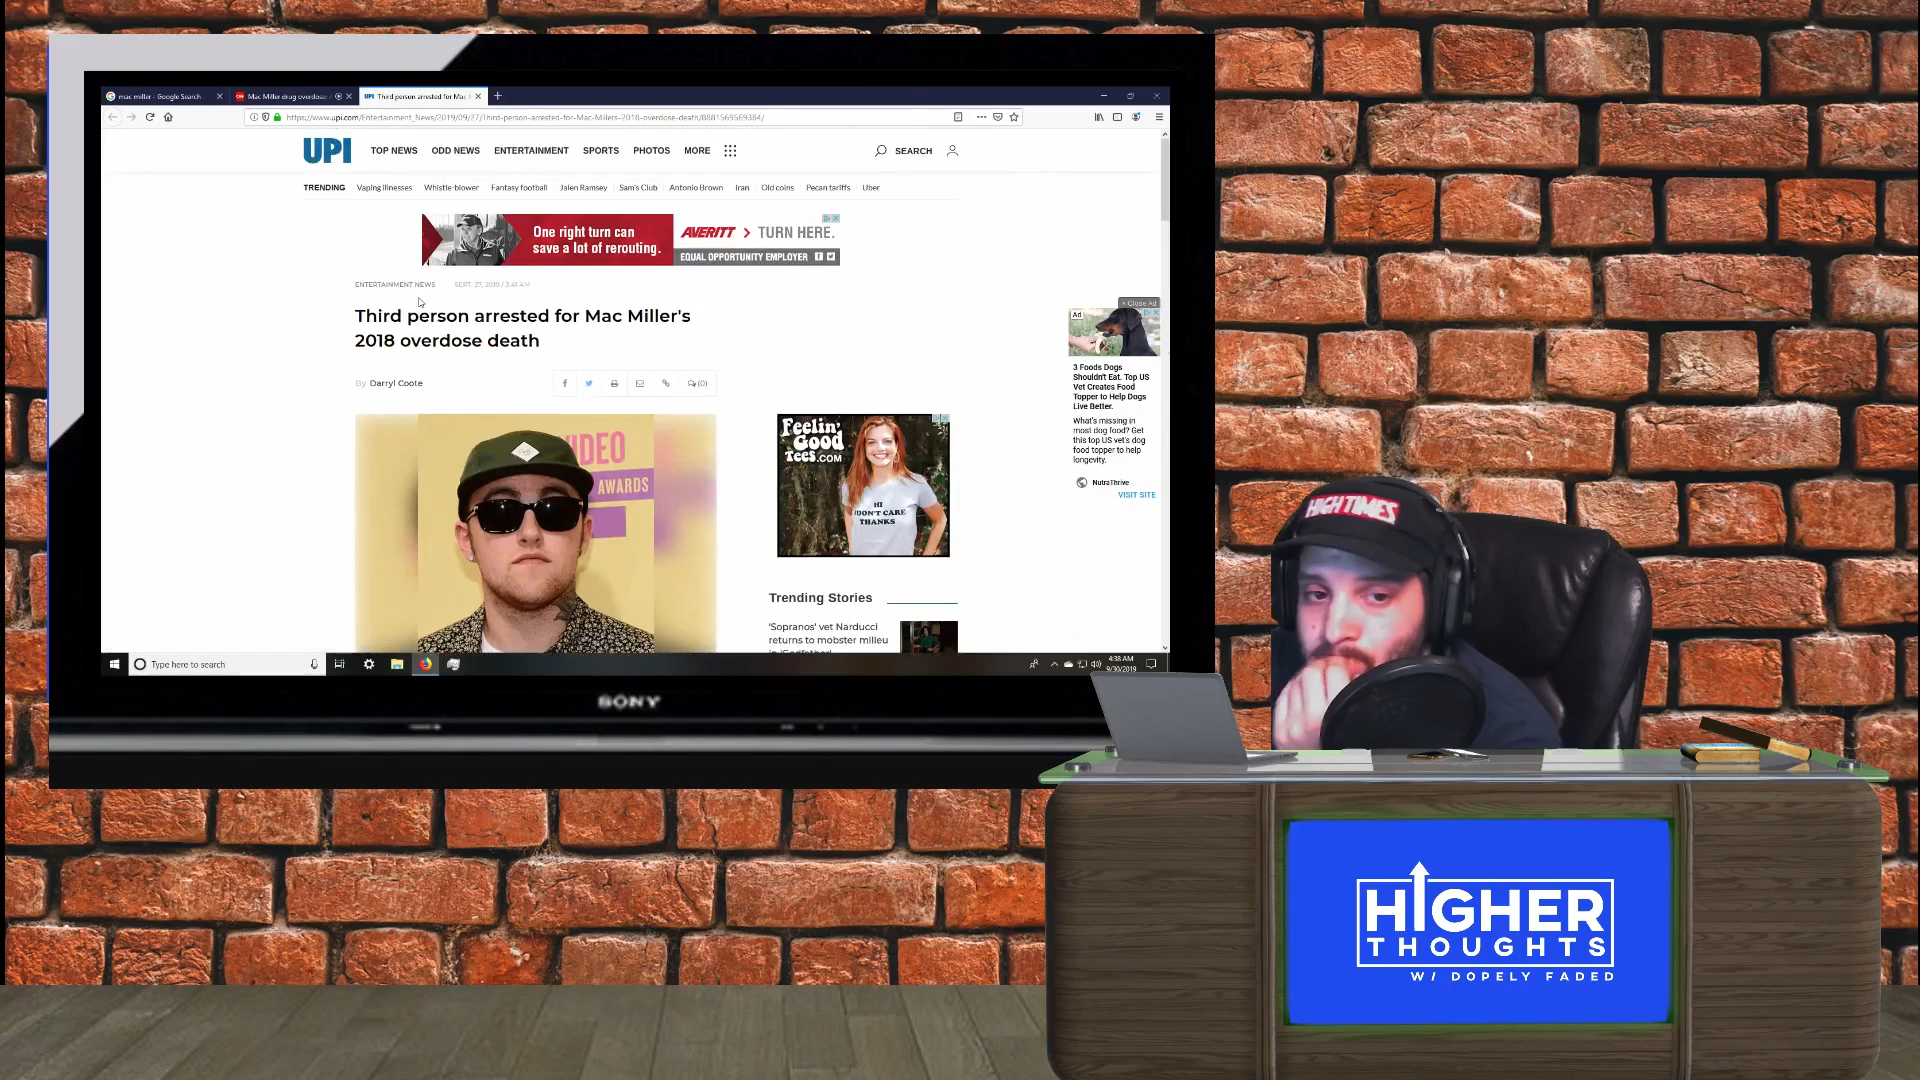 mac miller - Google Search
Mac Miller drug overdose:
UPI Third person arrested for Mac
https://www.upi.com/Entertainment_News/2019/09/27/Third-person-arrested-for-Mac-Millers-2018-overdose-death/8881569569384/
UPI
TOP NEWS ODD NEWS ENTERTAINMENT SPORTS PHOTOS MORE
SEARCH
TRENDING Vaping illnesses Whistle-blower Fantasy football Jalen Ramsey Sam's Club Antonio Brown Iran Old coins Pecan tariffs Uber
One right turn can
save a lot of rerouting.
AVERITT > TURN HERE.
EQUAL OPPORTUNITY EMPLOYER
ENTERTAINMENT NEWS SEPT. 27, 2019 / 3:41 AM
Third person arrested for Mac Miller's
2018 overdose death
By Darryl Coote
(0)
VIDEO
AWARDS
Feelin'
Good
Tees.COM
HI
I DON'T CARE
THANKS
Trending Stories
'Sopranos' vet Narducci
returns to mobster milieu
in 'Godfather'
× Close Ad
Ad
3 Foods Dogs
Shouldn't Eat. Top US
Vet Creates Food
Topper to Help Dogs
Live Better.
What's missing in
most dog food? Get
this top US vet's dog
food topper to help
longevity.
NutraThrive
VISIT SITE
Type here to search
4:38 AM
9/30/2019
SONY
HIGH TIMES
HIGHER
THOUGHTS
W/ DOPELY FADED